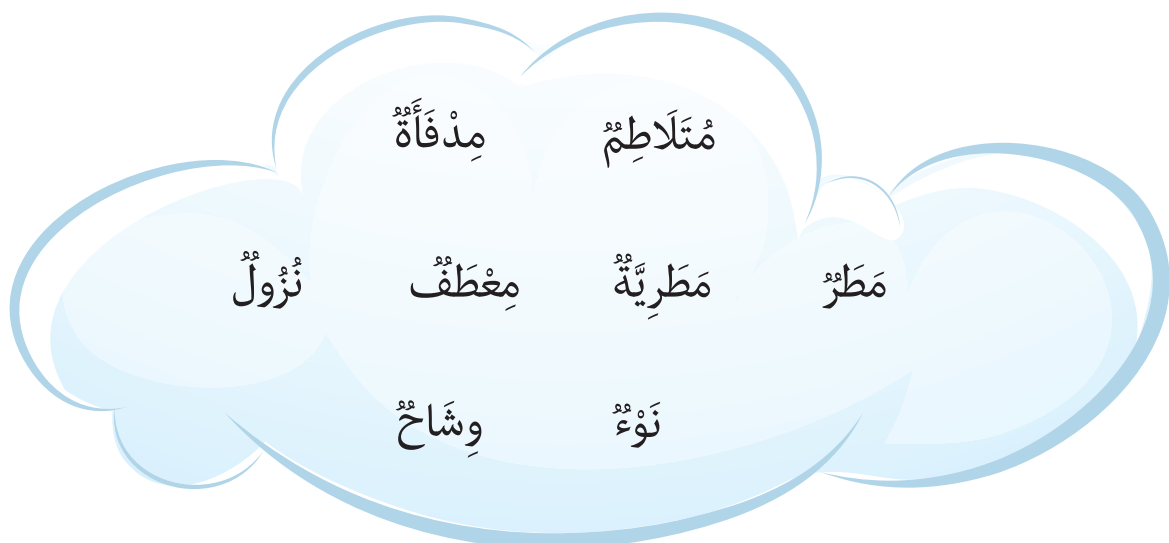 مُتَلَاطِمٌ مِدْفَأَةٌ
مَطَرٌ مَطَرِيَّةٌ مِعْطَفٌ نُزُولٌ
نَوْءٌ وِشَاحٌ